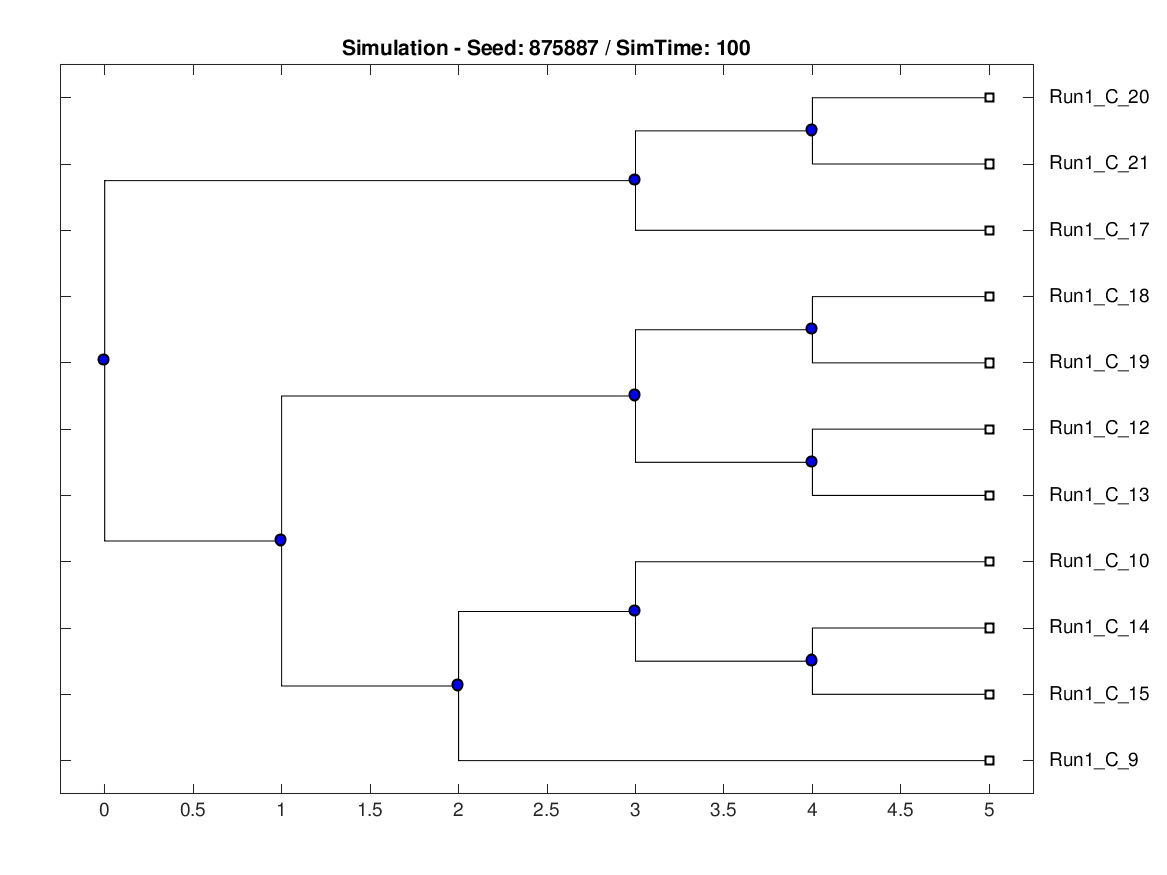 Simulation - Seed: 875887 / SimTime: 100
Run1_C_20
Run1_C_21
Run1_C_17
Run1_C_18
Run1_C_19
Run1_C_12
Run1_C_13
Run1_C_10
Run1_C_14
Run1_C_15
Run1_C_9
0 0.5 1 1.5 2 2.5 3 3.5 4 4.5 5